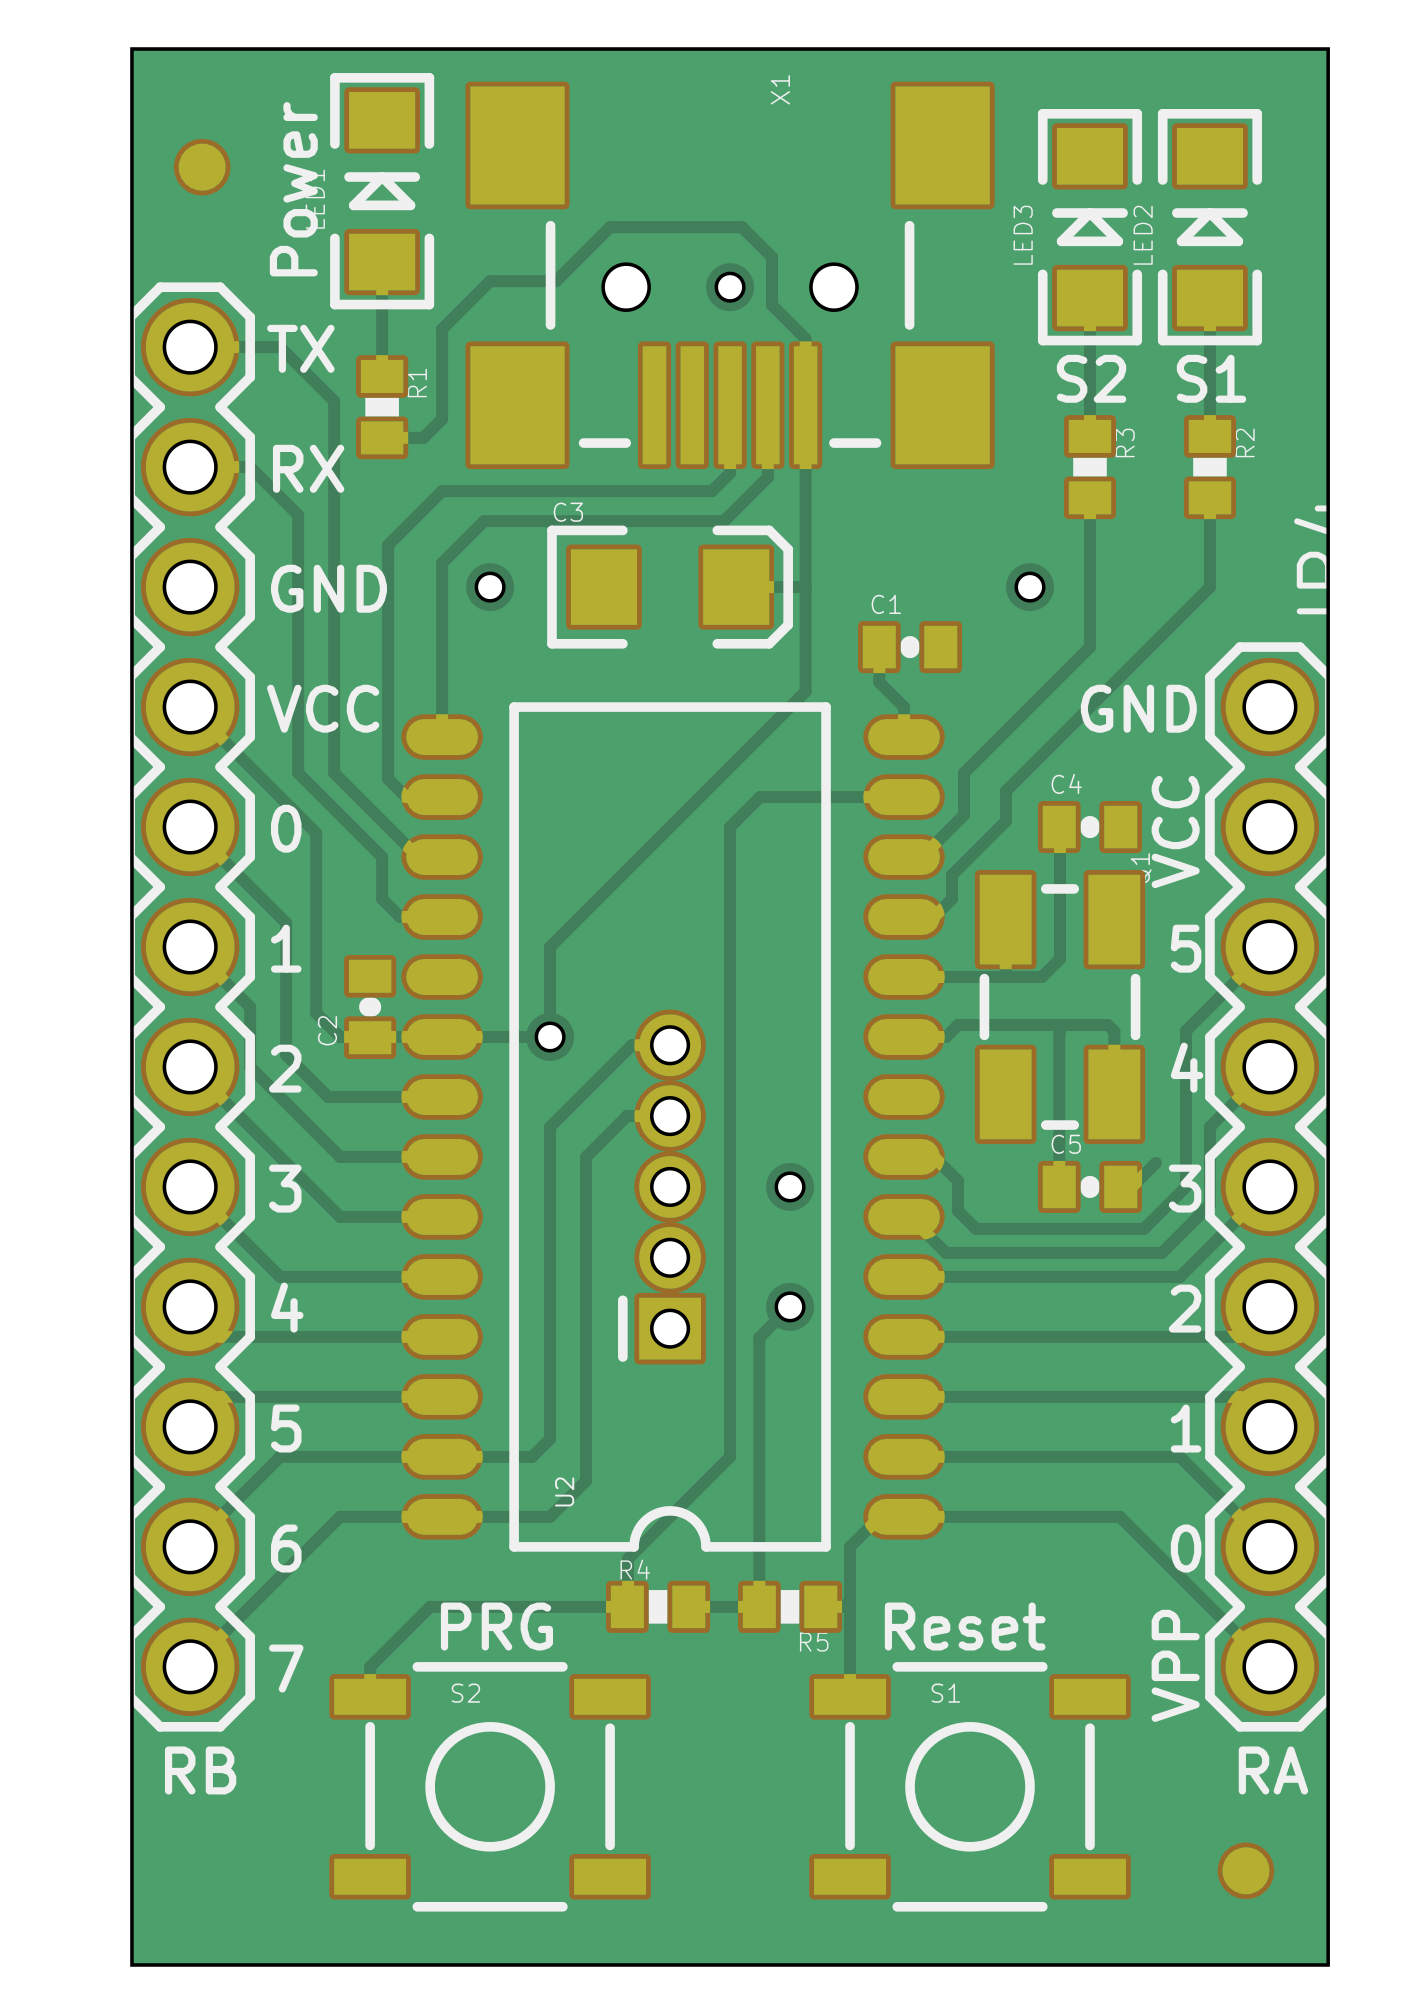 X1
Power
LED1
LED3
LED2
TX
R1
S2
S1
R3
R2
RX
C3
GND
C1
VCC
GND
C4
VCC
0
Q1
1
5
C2
2
4
C5
3
3
4
2
5
1
U2
6
0
R4
PRG
Reset
R5
7
VPP
S2
S1
RB
RA